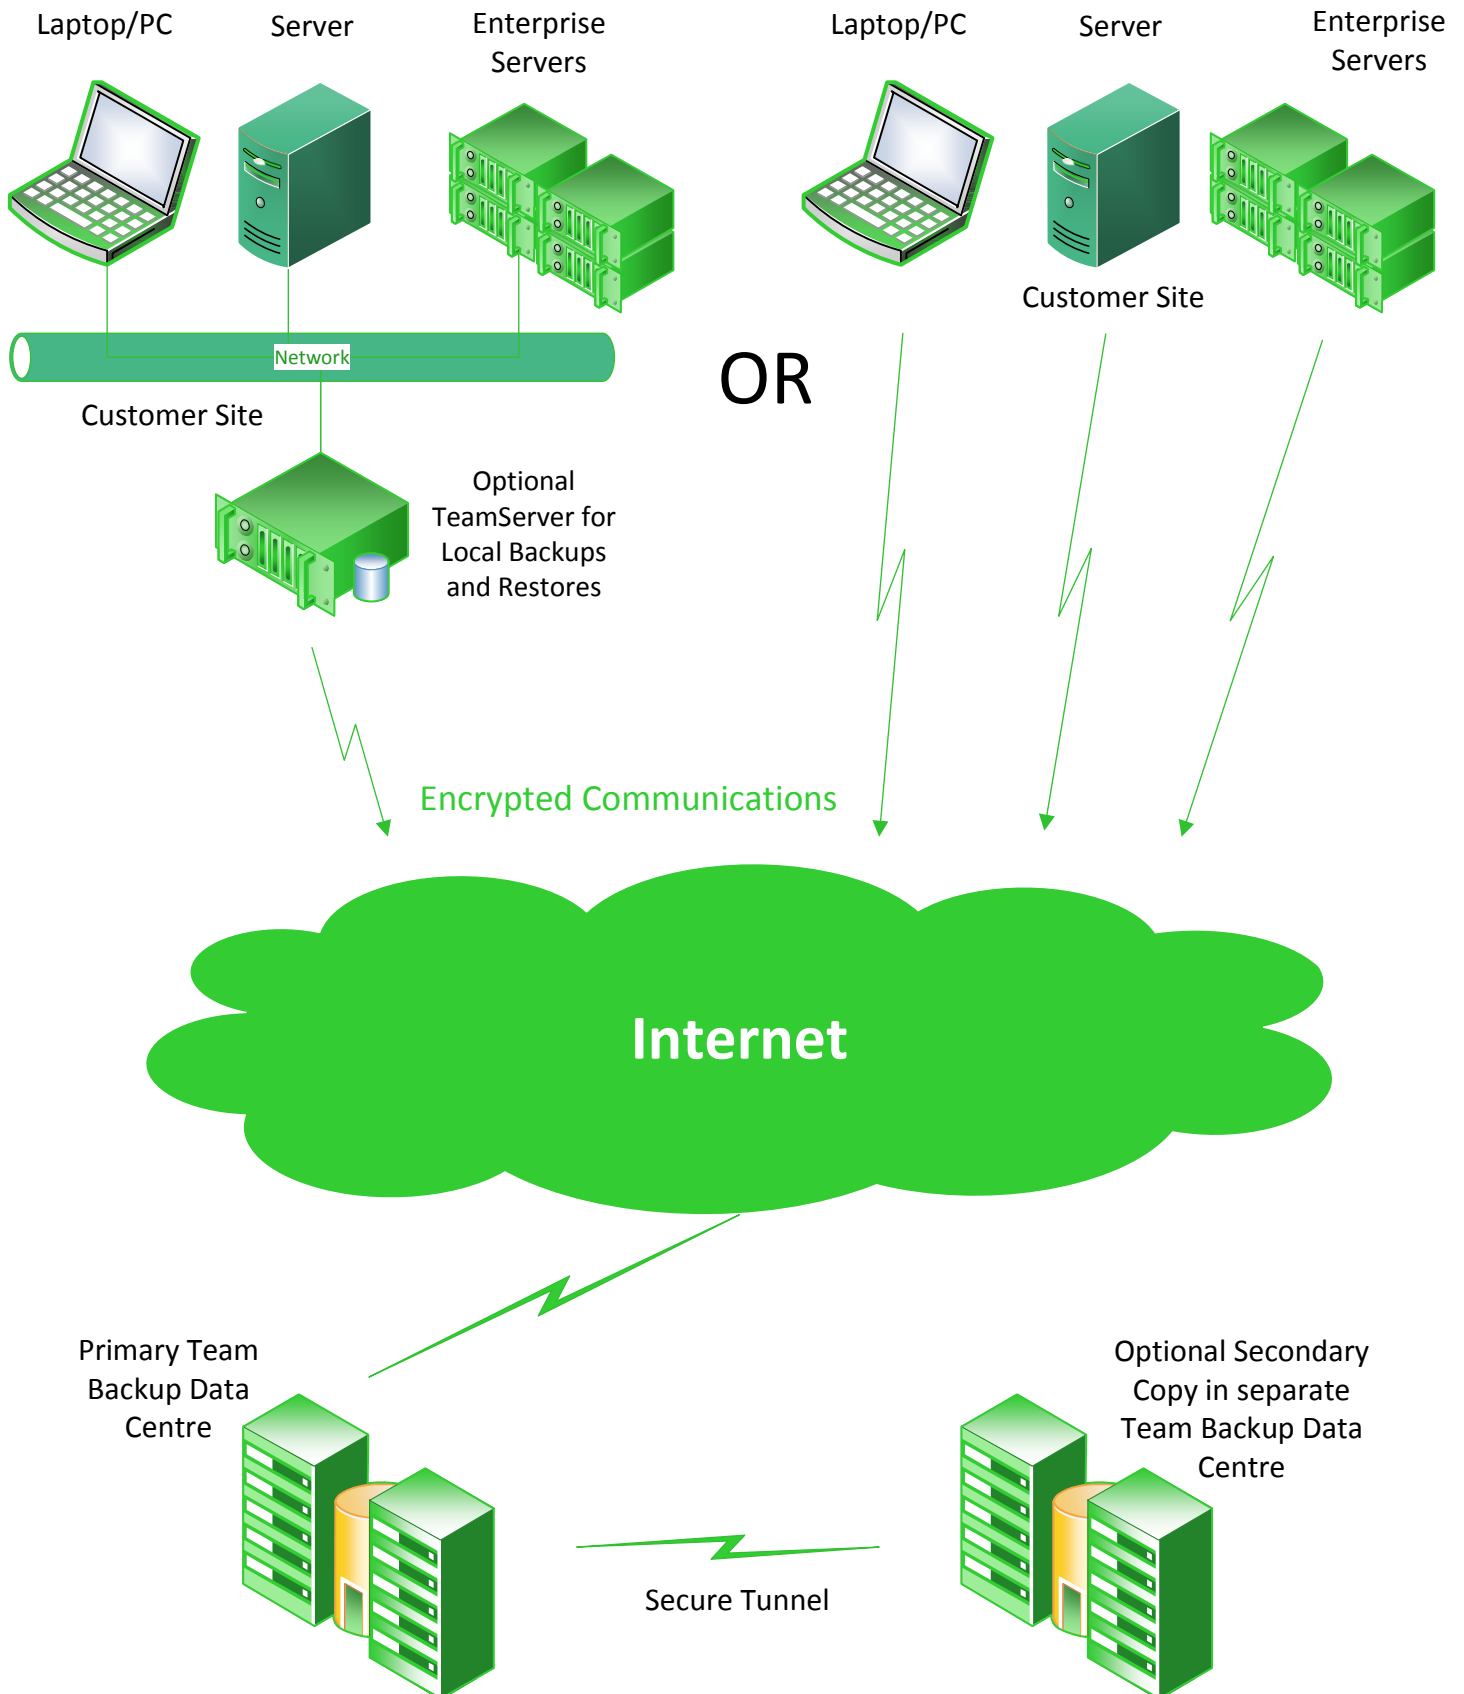 Laptop/PC
Server
Enterprise
Servers
Laptop/PC
Server
Enterprise
Servers
Customer Site
Network
OR
Customer Site
Optional
TeamServer for
Local Backups
and Restores
Encrypted Communications
Internet
Primary Team
Backup Data
Centre
Optional Secondary
Copy in separate
Team Backup Data
Centre
Secure Tunnel